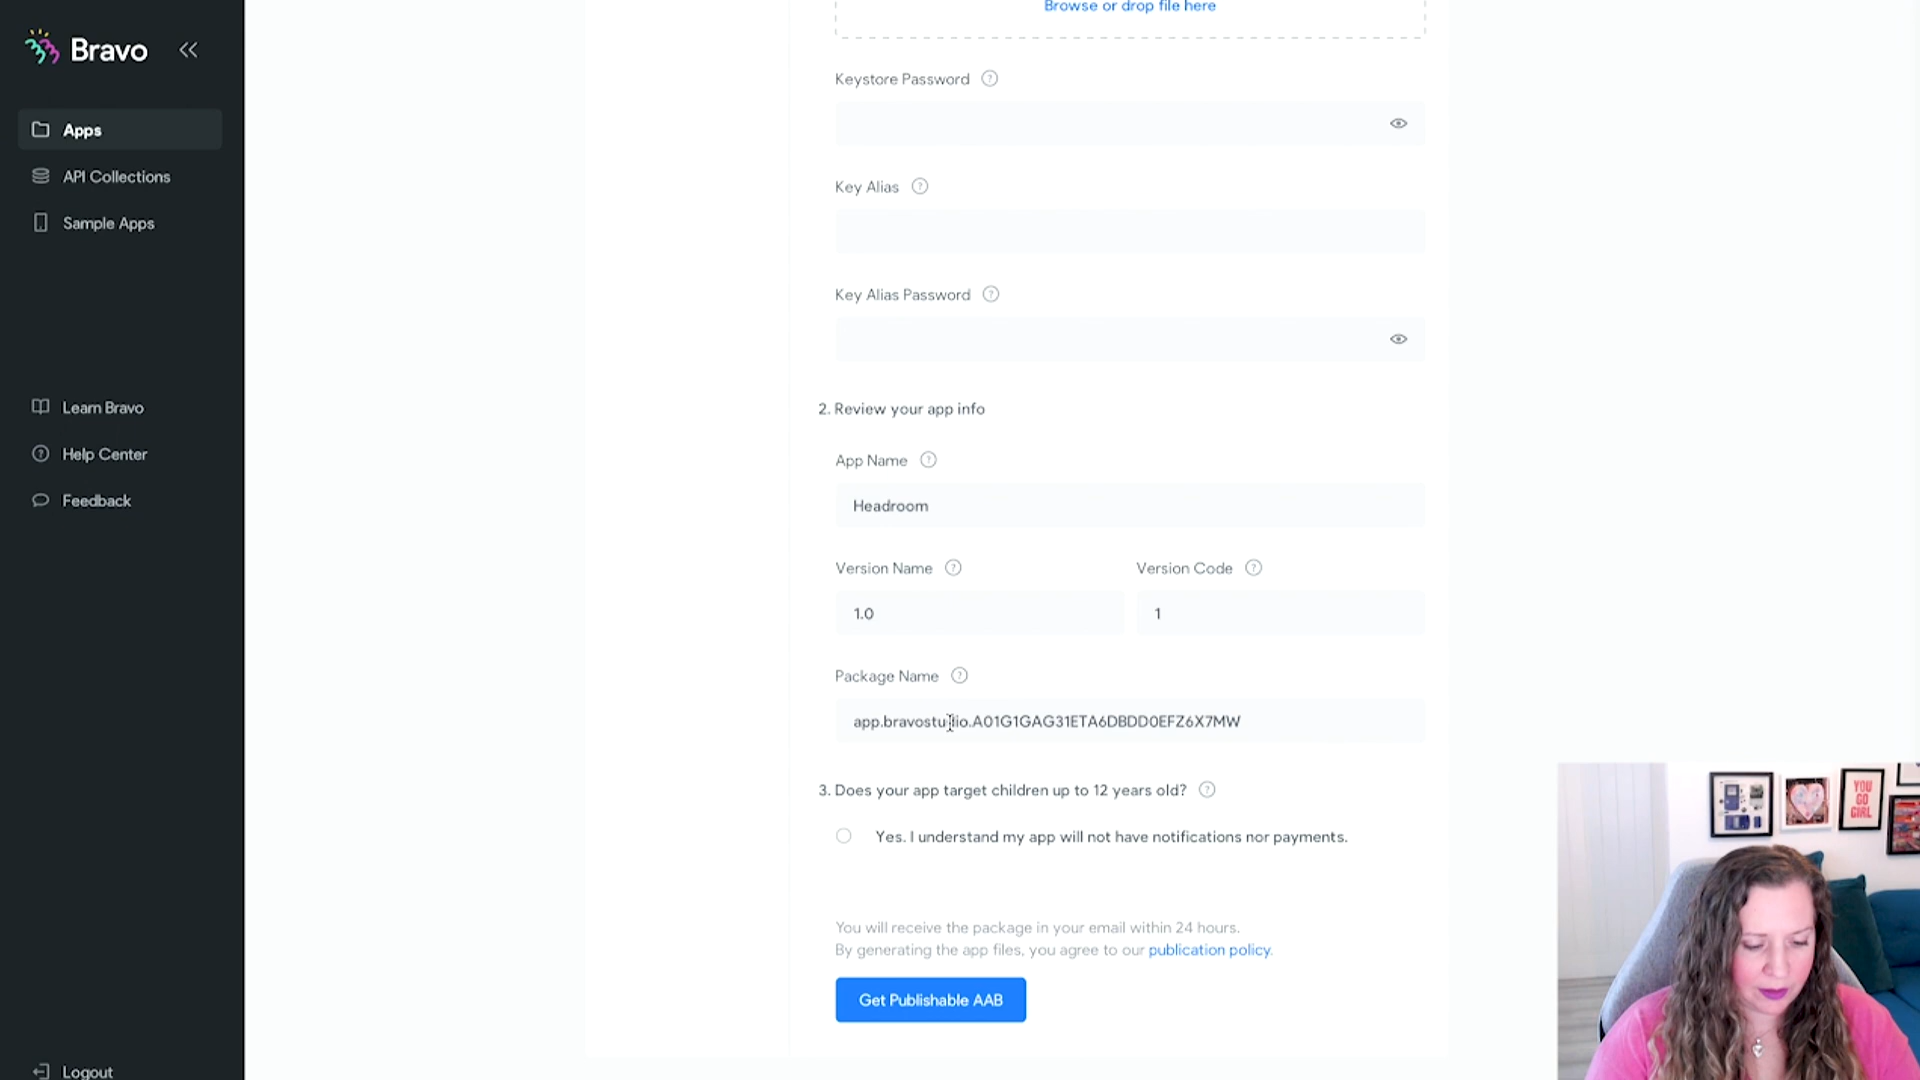 Bravo
Apps
API Collections
Sample Apps
Learn Bravo
Help Center
Feedback
Logout
Browse or drop file here
Keystore Password
Key Alias
Key Alias Password
2. Review your app info
App Name
Headroom
Version Name
Version Code
1.0
1
Package Name
app.bravostudio.A01G1GAG31ETA6DBDD0EFZ6X7MW
3. Does your app target children up to 12 years old?
Yes. I understand my app will not have notifications nor payments.
You will receive the package in your email within 24 hours.
By generating the app files, you agree to our publication policy.
Get Publishable AAB
YOU
GO
GIRL